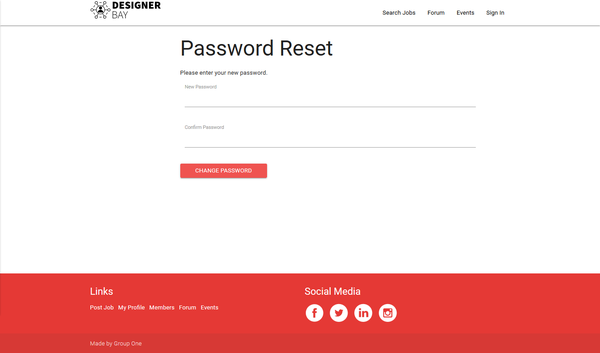 DESIGNER
BAY
Search Jobs Forum Events Sign In
Password Reset
Please enter your new password.
New Password
Confirm Password
CHANGE PASSWORD
Links
Post Job My Profile Members Forum Events
Social Media
Made by Group One